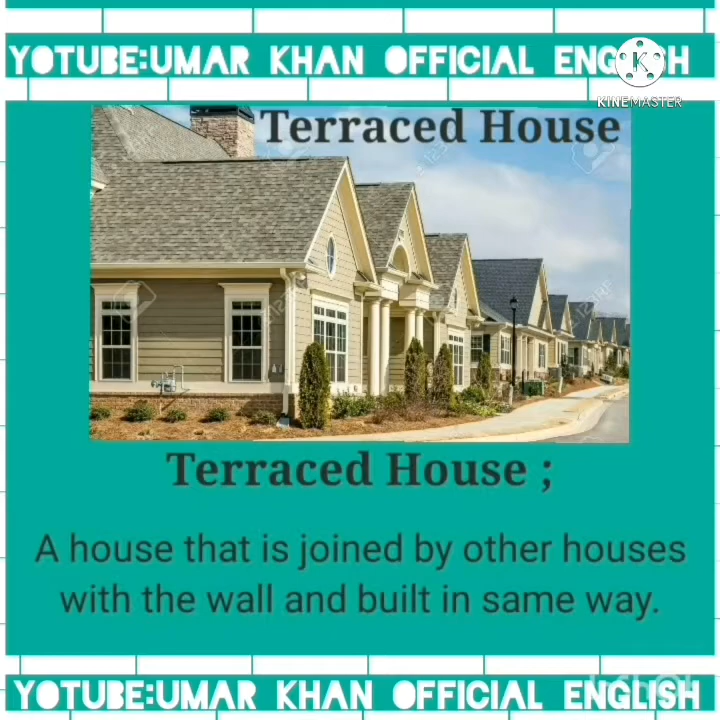 YOTUBE:UMAR KHAN OFFICIAL ENGLISH
KINEMASTER
Terraced House
Terraced House ;
A house that is joined by other houses
with the wall and built in same way.
YOTUBE:UMAR KHAN OFFICIAL ENGLISH